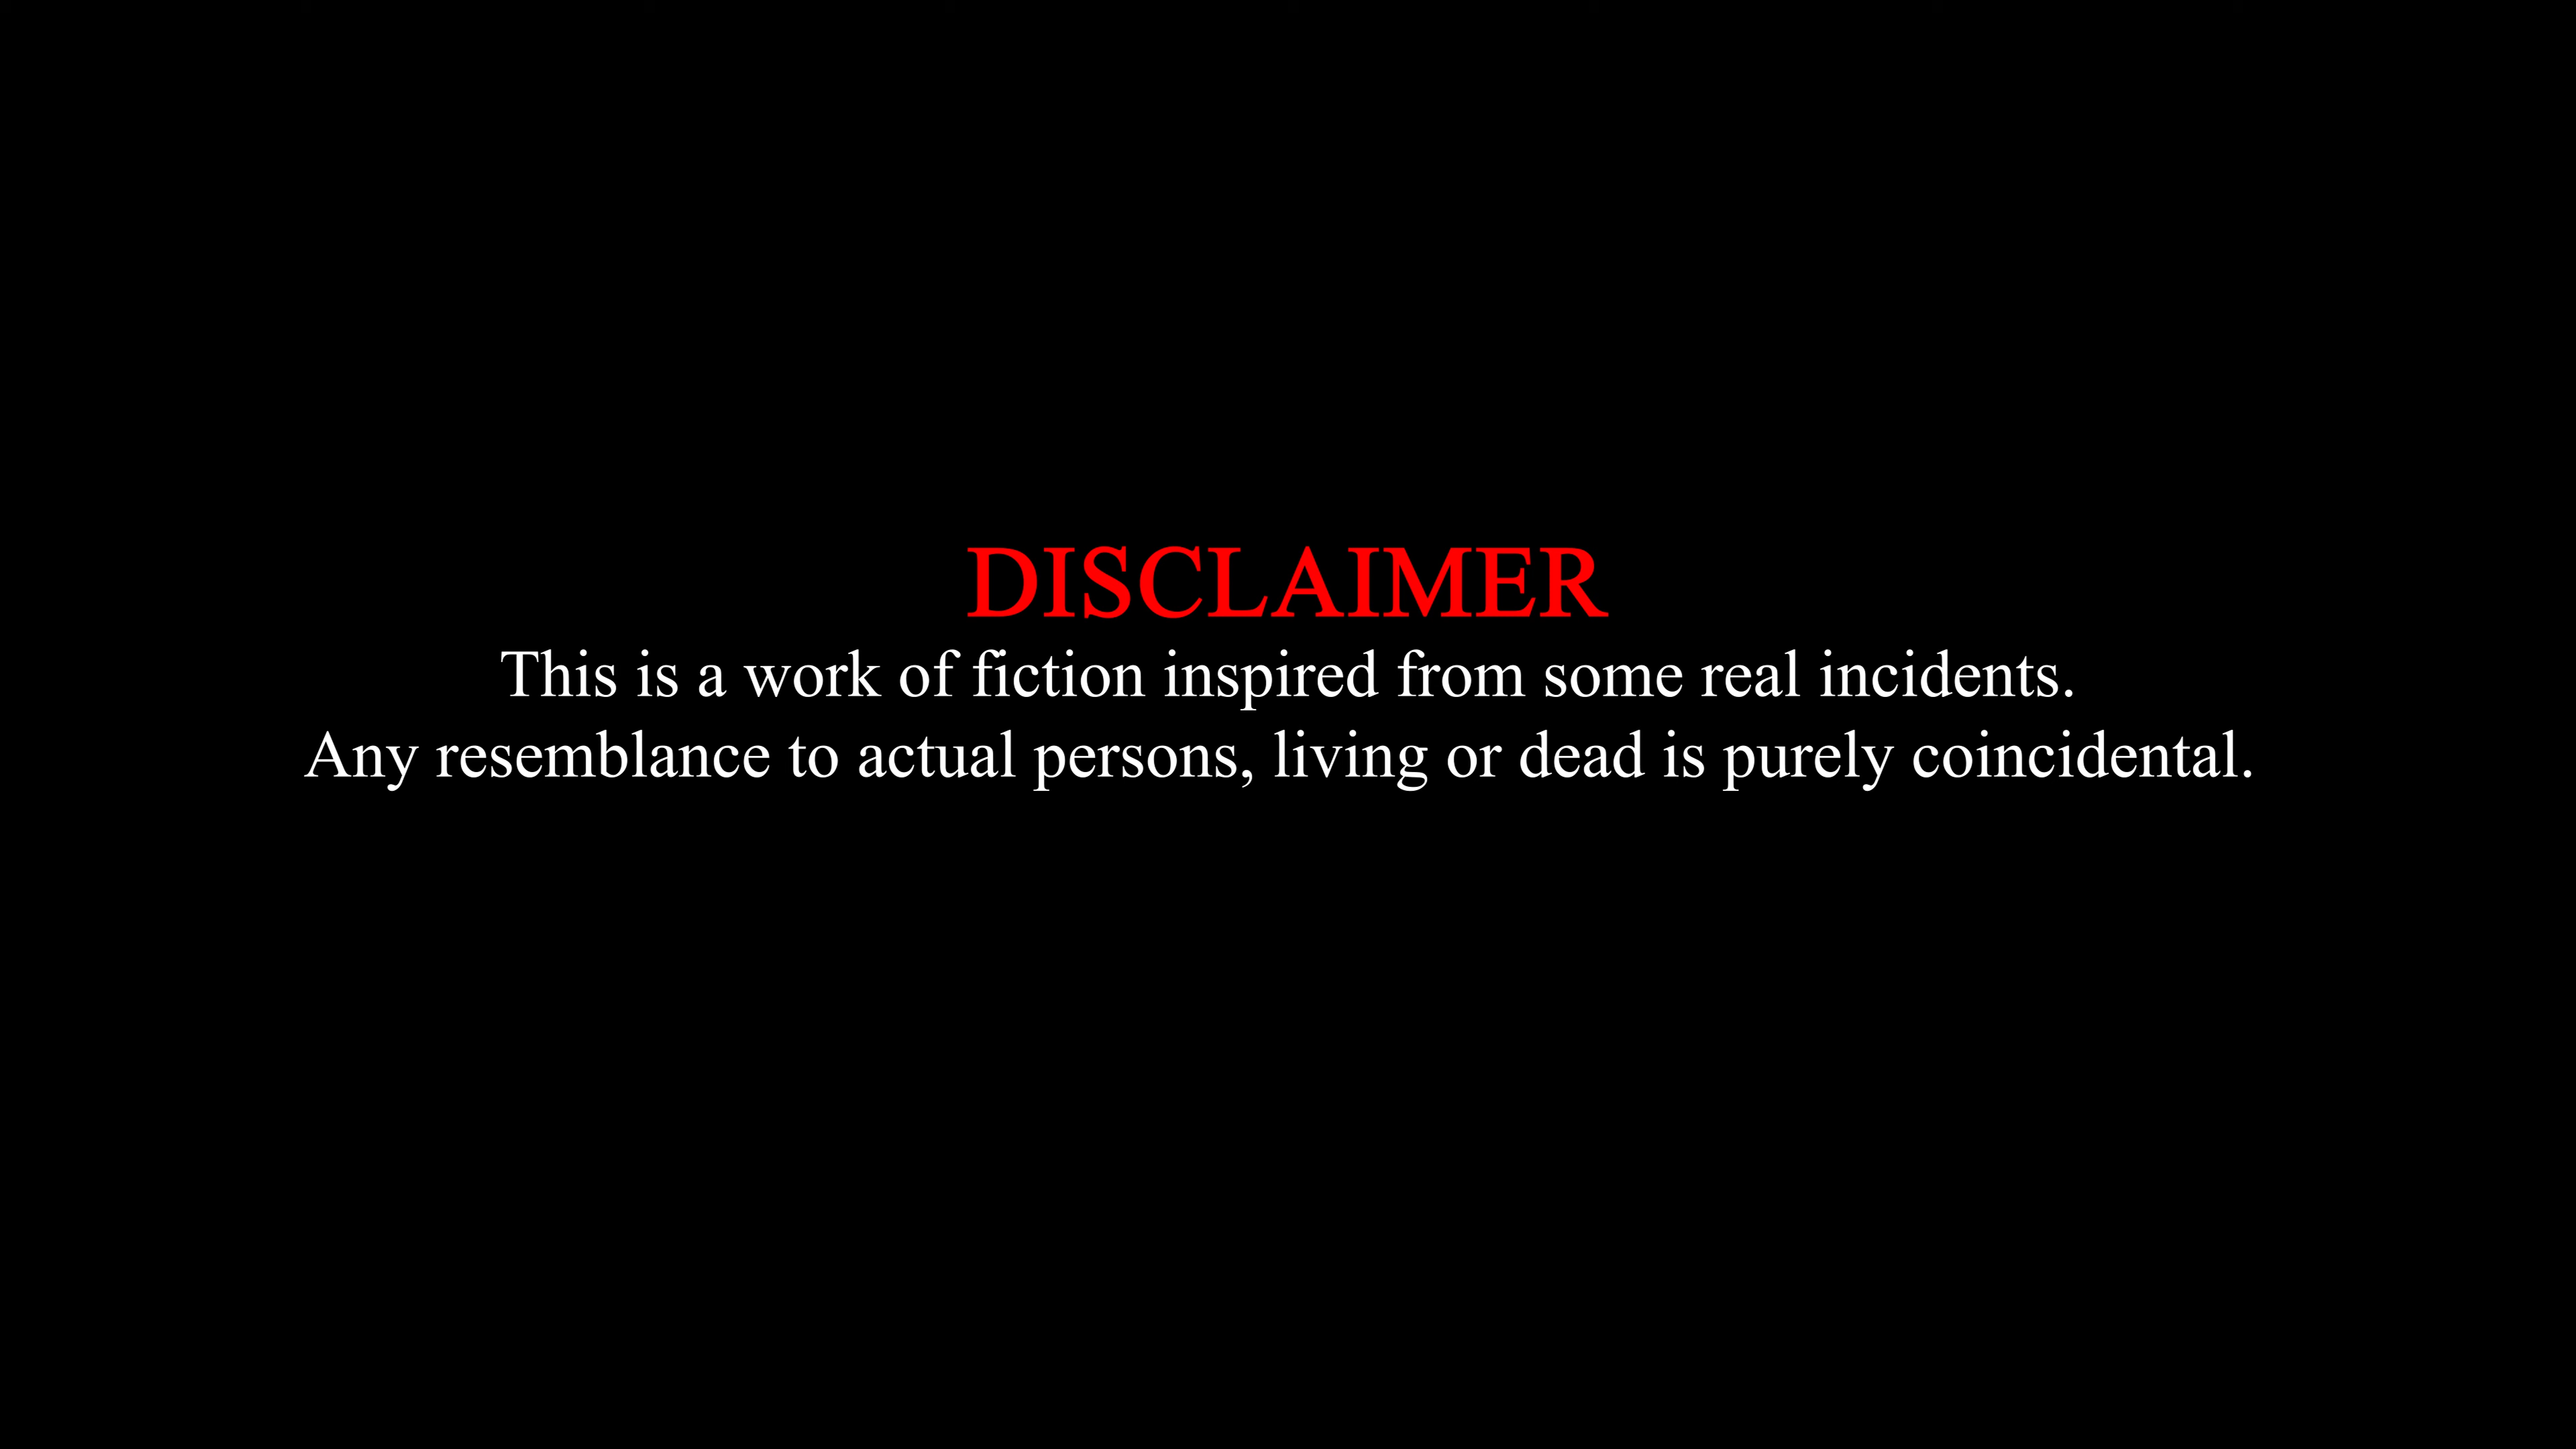 DISCLAIMER
This is a work of fiction inspired from some real incidents.
Any resemblance to actual persons, living or dead is purely coincidental.